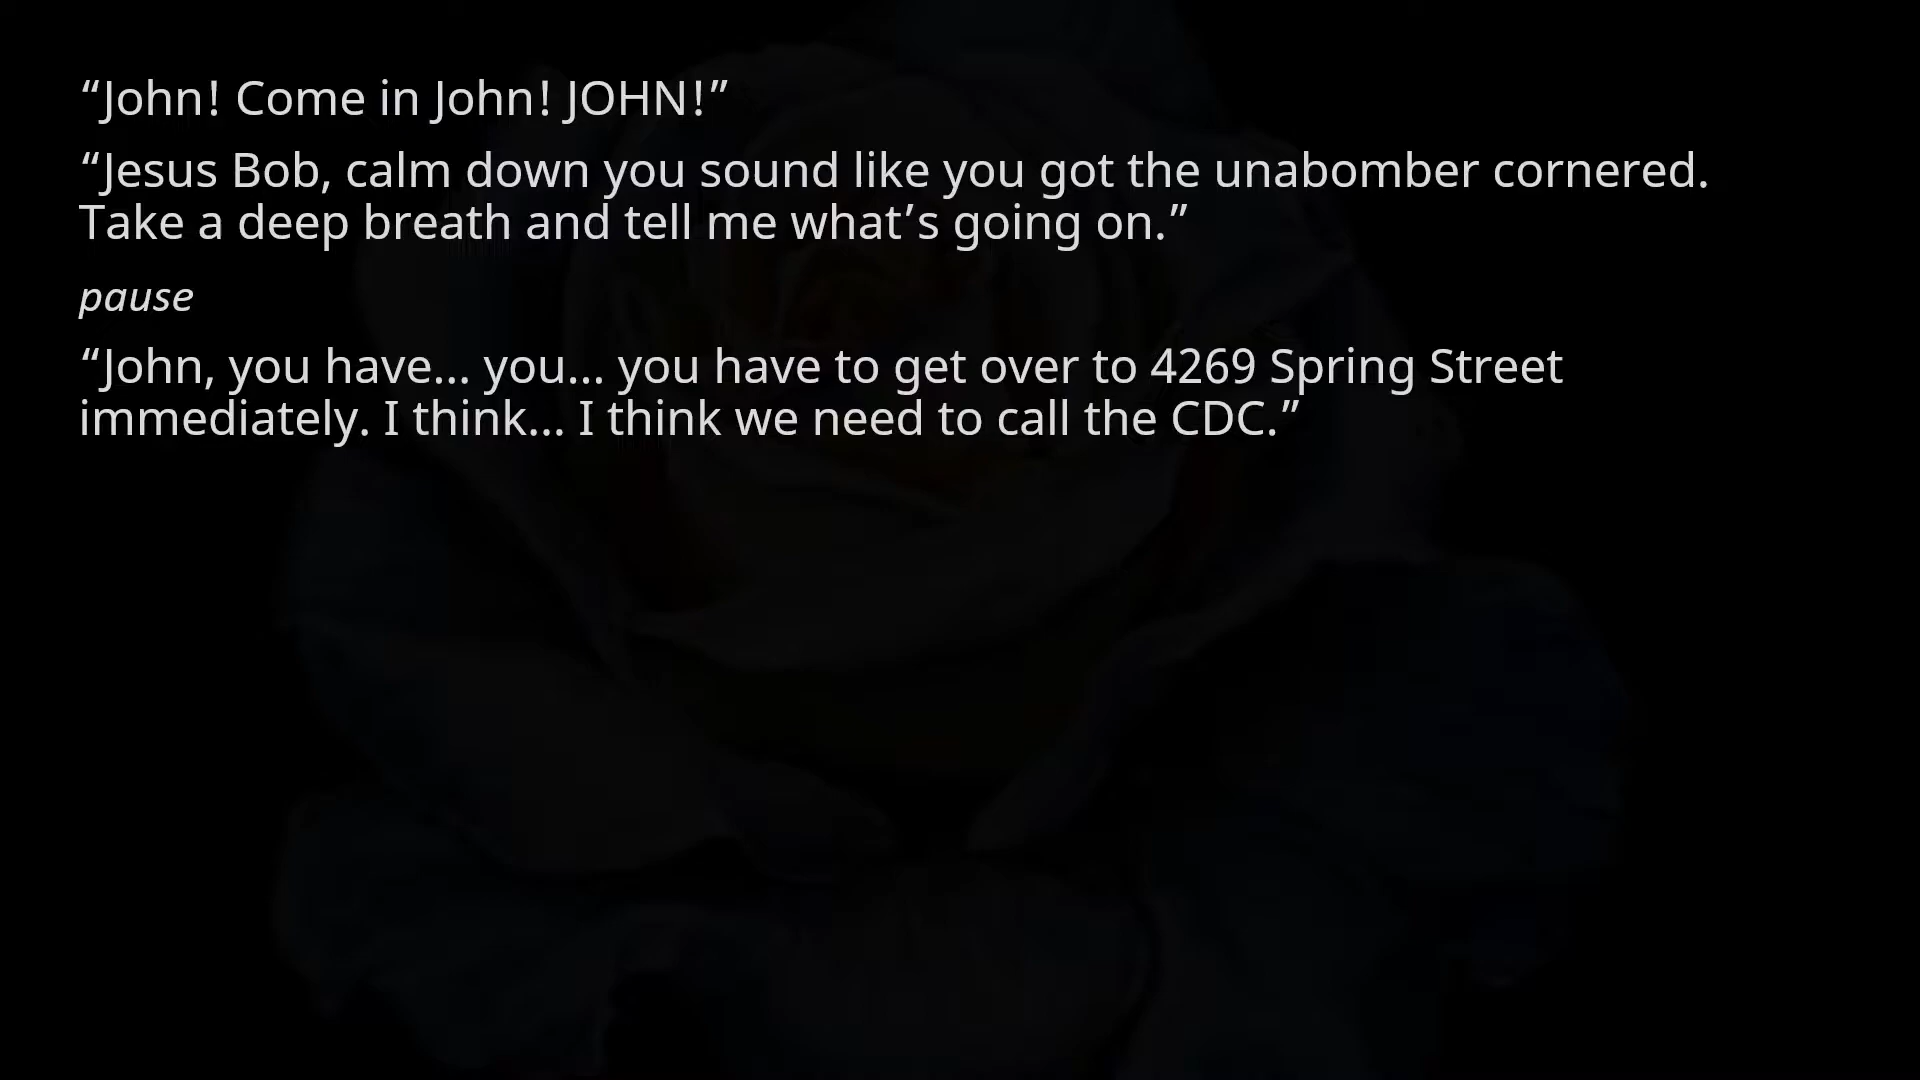 “John! Come in John! JOHN!”
“Jesus Bob, calm down you sound like you got the unabomber cornered.
Take a deep breath and tell me what’s going on.”
pause
“John, you have… you… you have to get over to 4269 Spring Street
immediately. I think… I think we need to call the CDC.”